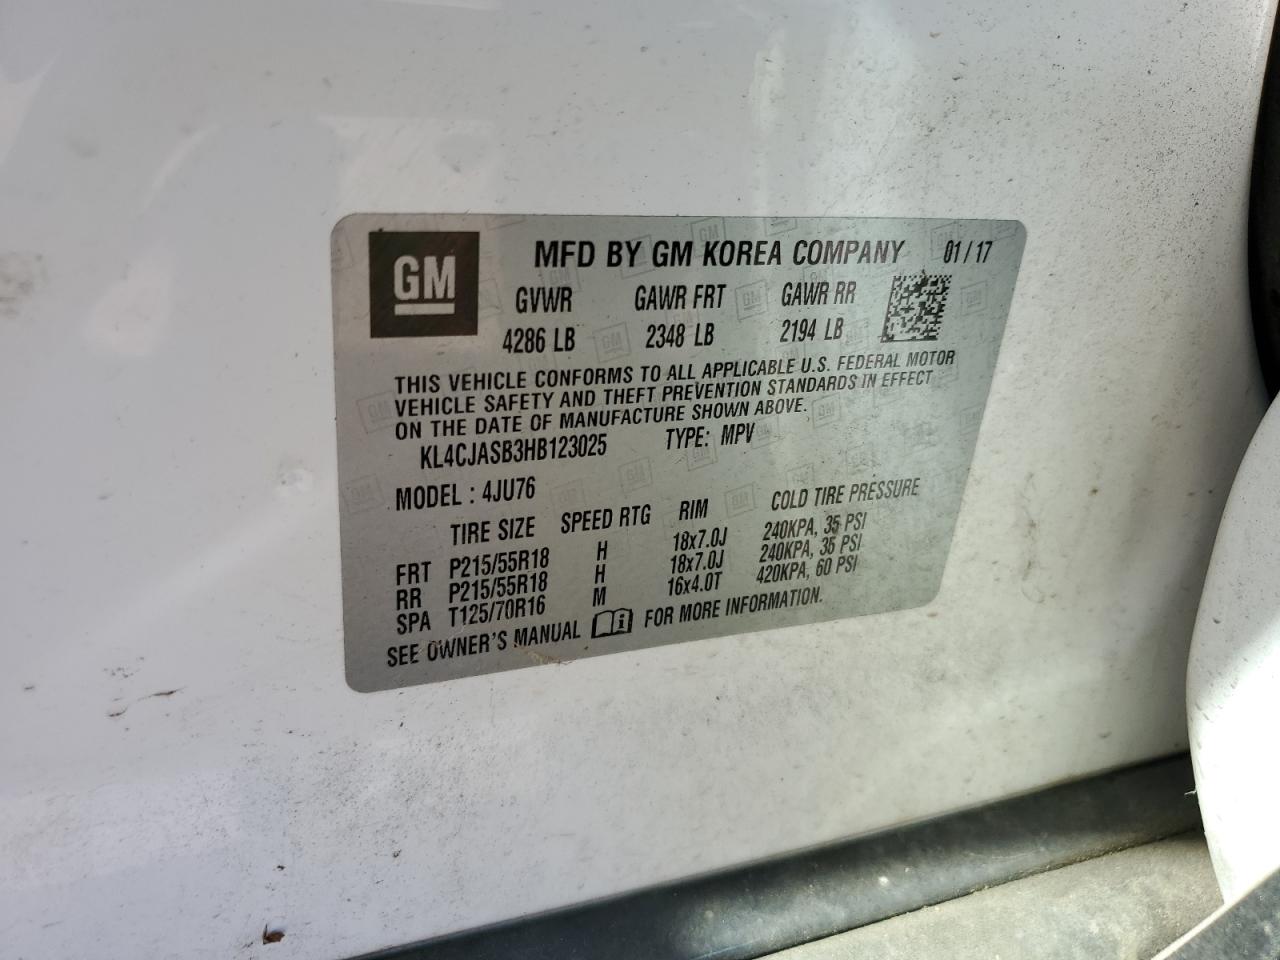 GM
MFD BY GM KOREA COMPANY 01/17
GVWR GAWR FRT GAWR RR
4286 LB 2348 LB 2194 LB
THIS VEHICLE CONFORMS TO ALL APPLICABLE U.S. FEDERAL MOTOR
VEHICLE SAFETY AND THEFT PREVENTION STANDARDS IN EFFECT
ON THE DATE OF MANUFACTURE SHOWN ABOVE.
KL4CJASB3HB123025 TYPE: MPV
MODEL : 4JU76
TIRE SIZE SPEED RTG RIM COLD TIRE PRESSURE
FRT P215/55R18 H 18x7.0J 240KPA, 35 PSI
RR P215/55R18 H 18x7.0J 240KPA, 35 PSI
SPA T125/70R16 M 16x4.0T 420KPA, 60 PSI
SEE OWNER'S MANUAL i FOR MORE INFORMATION.